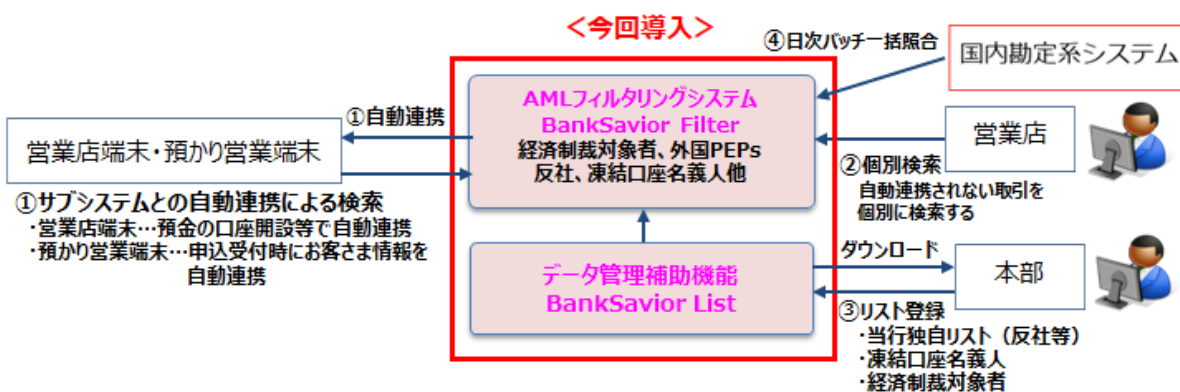 ＜今回導入＞
④日次バッチ一括照合
国内勘定系システム
AMLフィルタリングシステム
BankSavior Filter
経済制裁対象者、外国PEPs
反社、凍結口座名義人他
①自動連携
営業店端末・預かり営業端末
①サブシステムとの自動連携による検索
・営業店端末…預金の口座開設等で自動連携
・預かり営業端末…申込受付時にお客さま情報を
自動連携
営業店
②個別検索
自動連携されない取引を
個別に検索する
データ管理補助機能
BankSavior List
ダウンロード
本部
③リスト登録
・当行独自リスト（反社等）
・凍結口座名義人
・経済制裁対象者